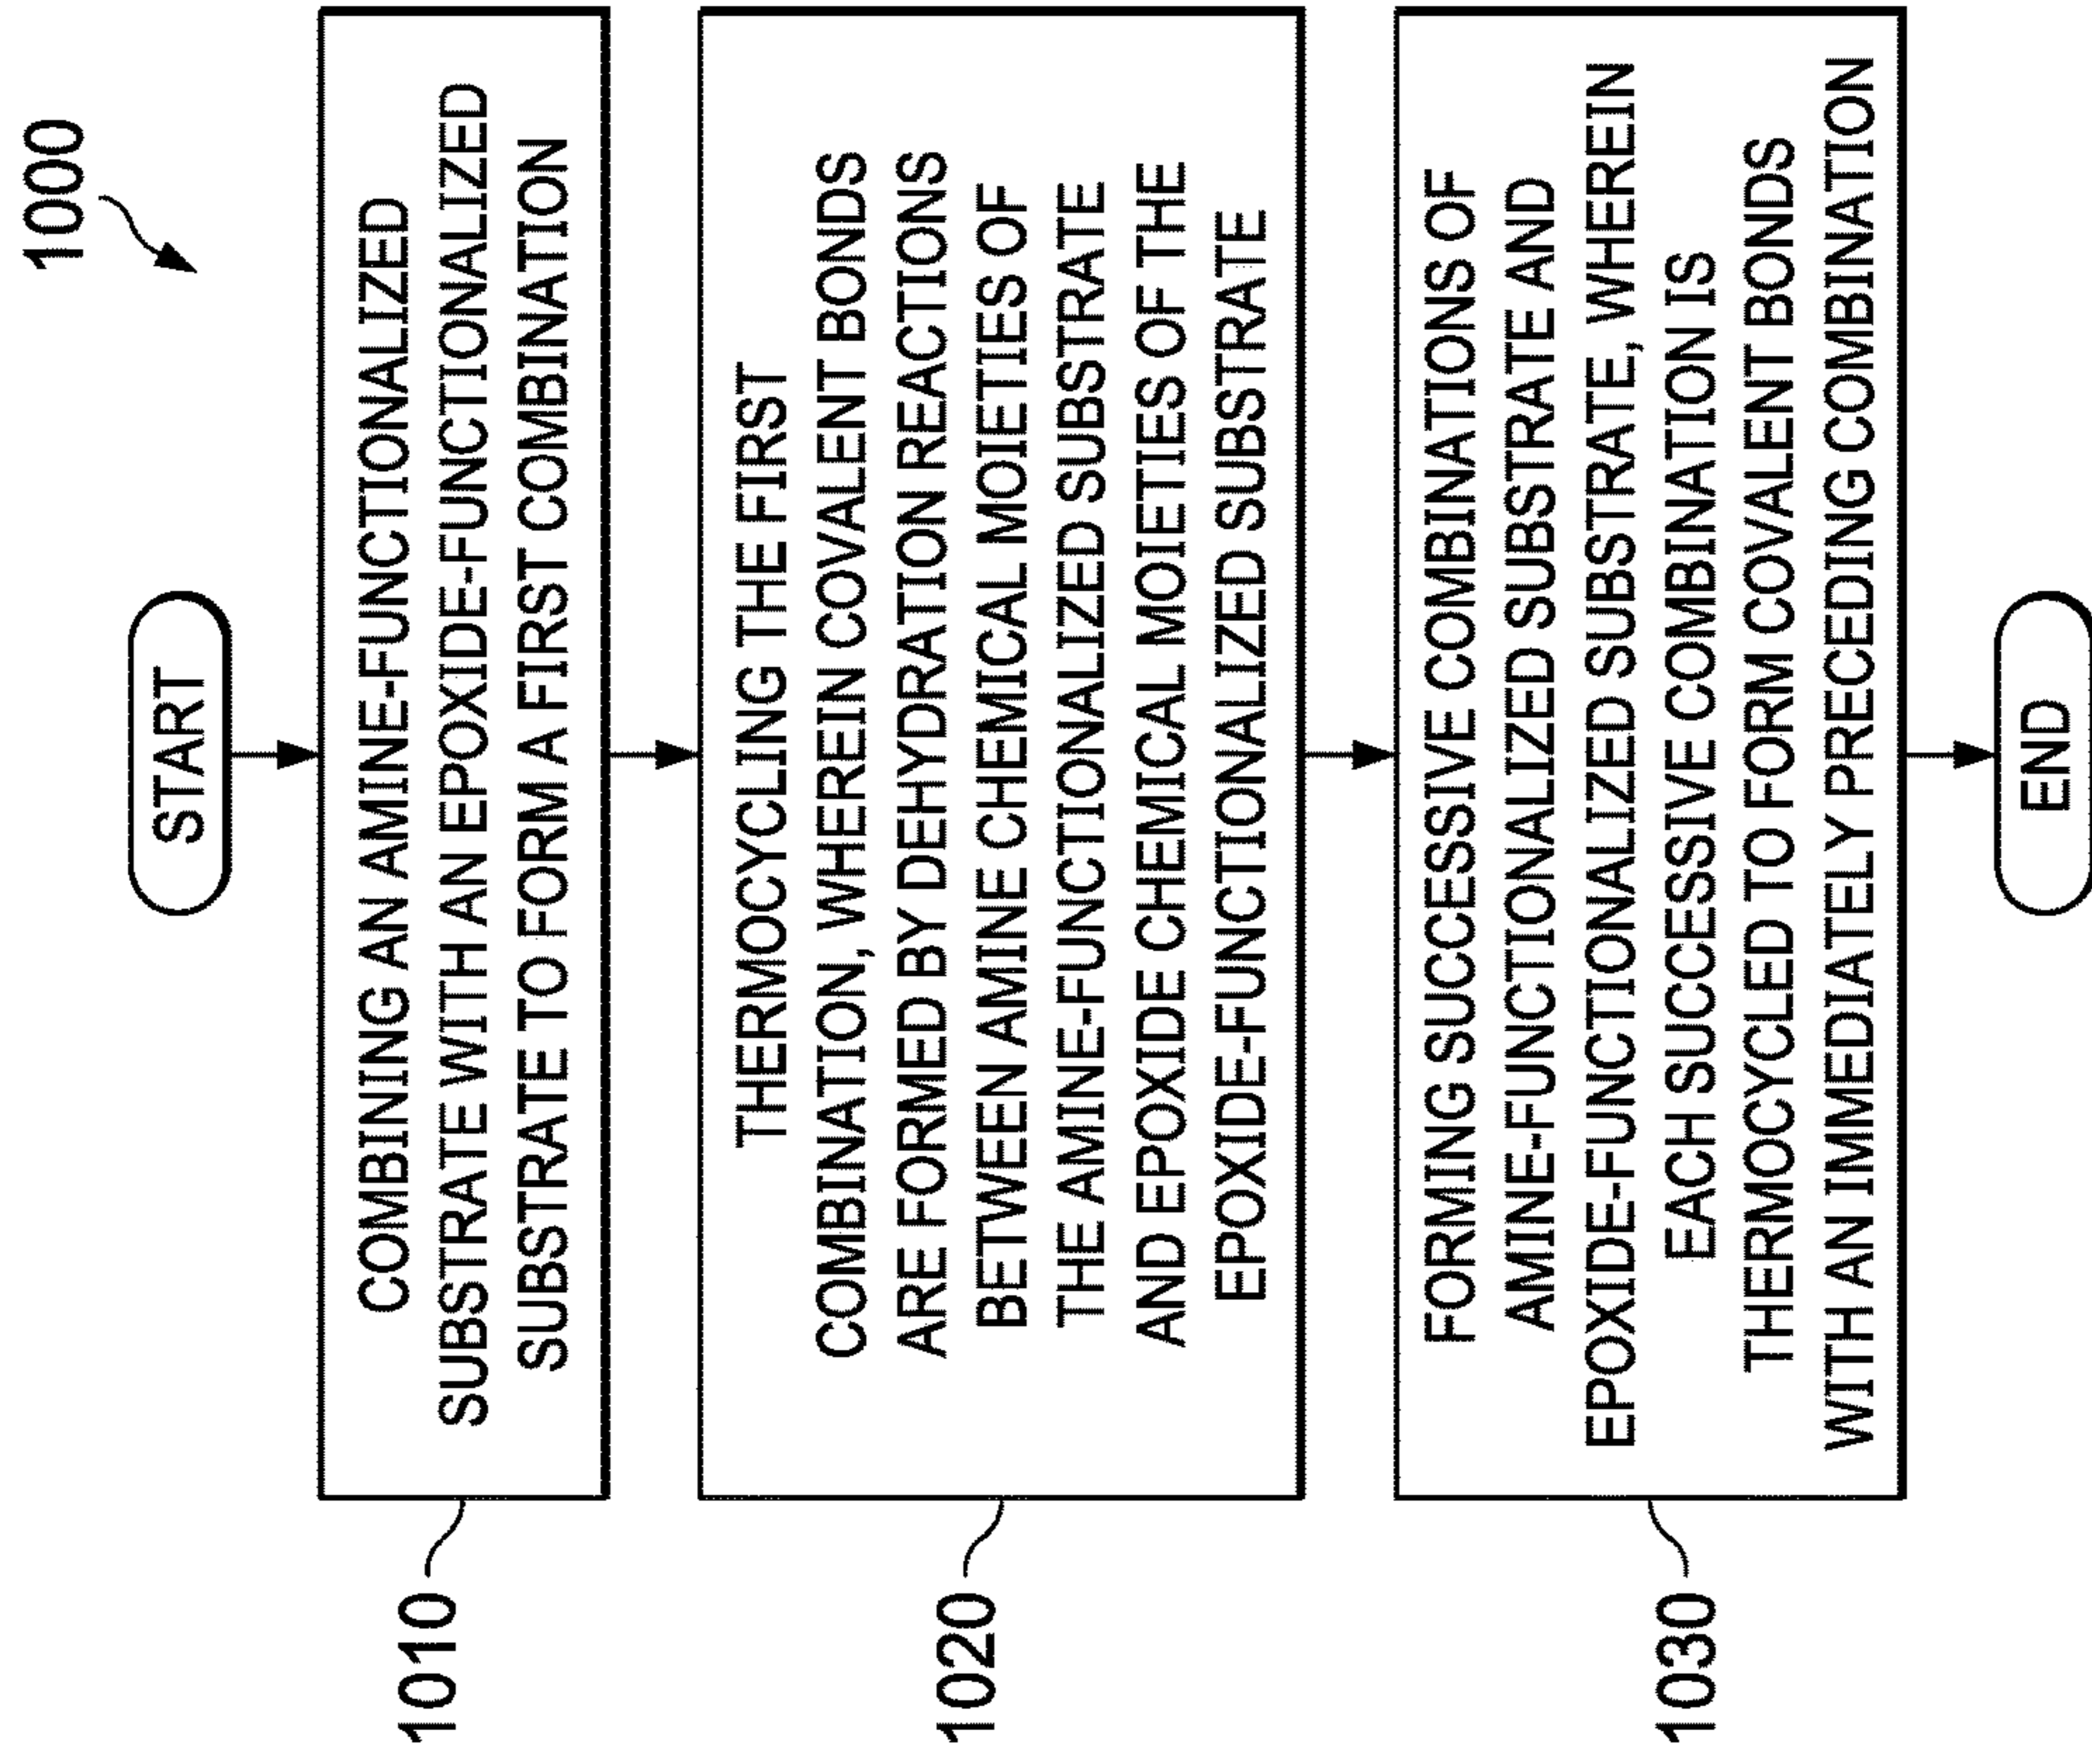 1000
START
1010
COMBINING AN AMINE-FUNCTIONALIZED
SUBSTRATE WITH AN EPOXIDE-FUNCTIONALIZED
SUBSTRATE TO FORM A FIRST COMBINATION
1020
THERMOCYCLING THE FIRST
COMBINATION, WHEREIN COVALENT BONDS
ARE FORMED BY DEHYDRATION REACTIONS
BETWEEN AMINE CHEMICAL MOIETIES OF
THE AMINE-FUNCTIONALIZED SUBSTRATE
AND EPOXIDE CHEMICAL MOIETIES OF THE
EPOXIDE-FUNCTIONALIZED SUBSTRATE
1030
FORMING SUCCESSIVE COMBINATIONS OF
AMINE-FUNCTIONALIZED SUBSTRATE AND
EPOXIDE-FUNCTIONALIZED SUBSTRATE, WHEREIN
EACH SUCCESSIVE COMBINATION IS
THERMOCYCLED TO FORM COVALENT BONDS
WITH AN IMMEDIATELY PRECEDING COMBINATION
END